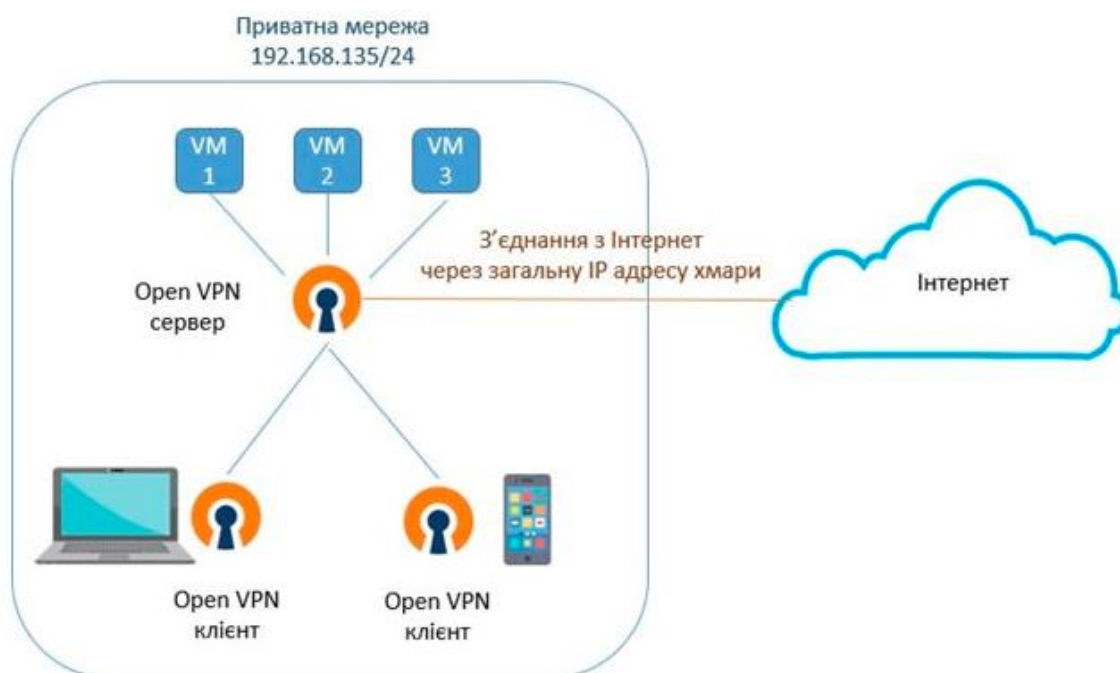 Приватна мережа
192.168.135/24
VM
1
VM
2
VM
3
З’єднання з Інтернет
через загальну IP адресу хмари
Інтернет
Open VPN
сервер
Open VPN
клієнт
Open VPN
клієнт